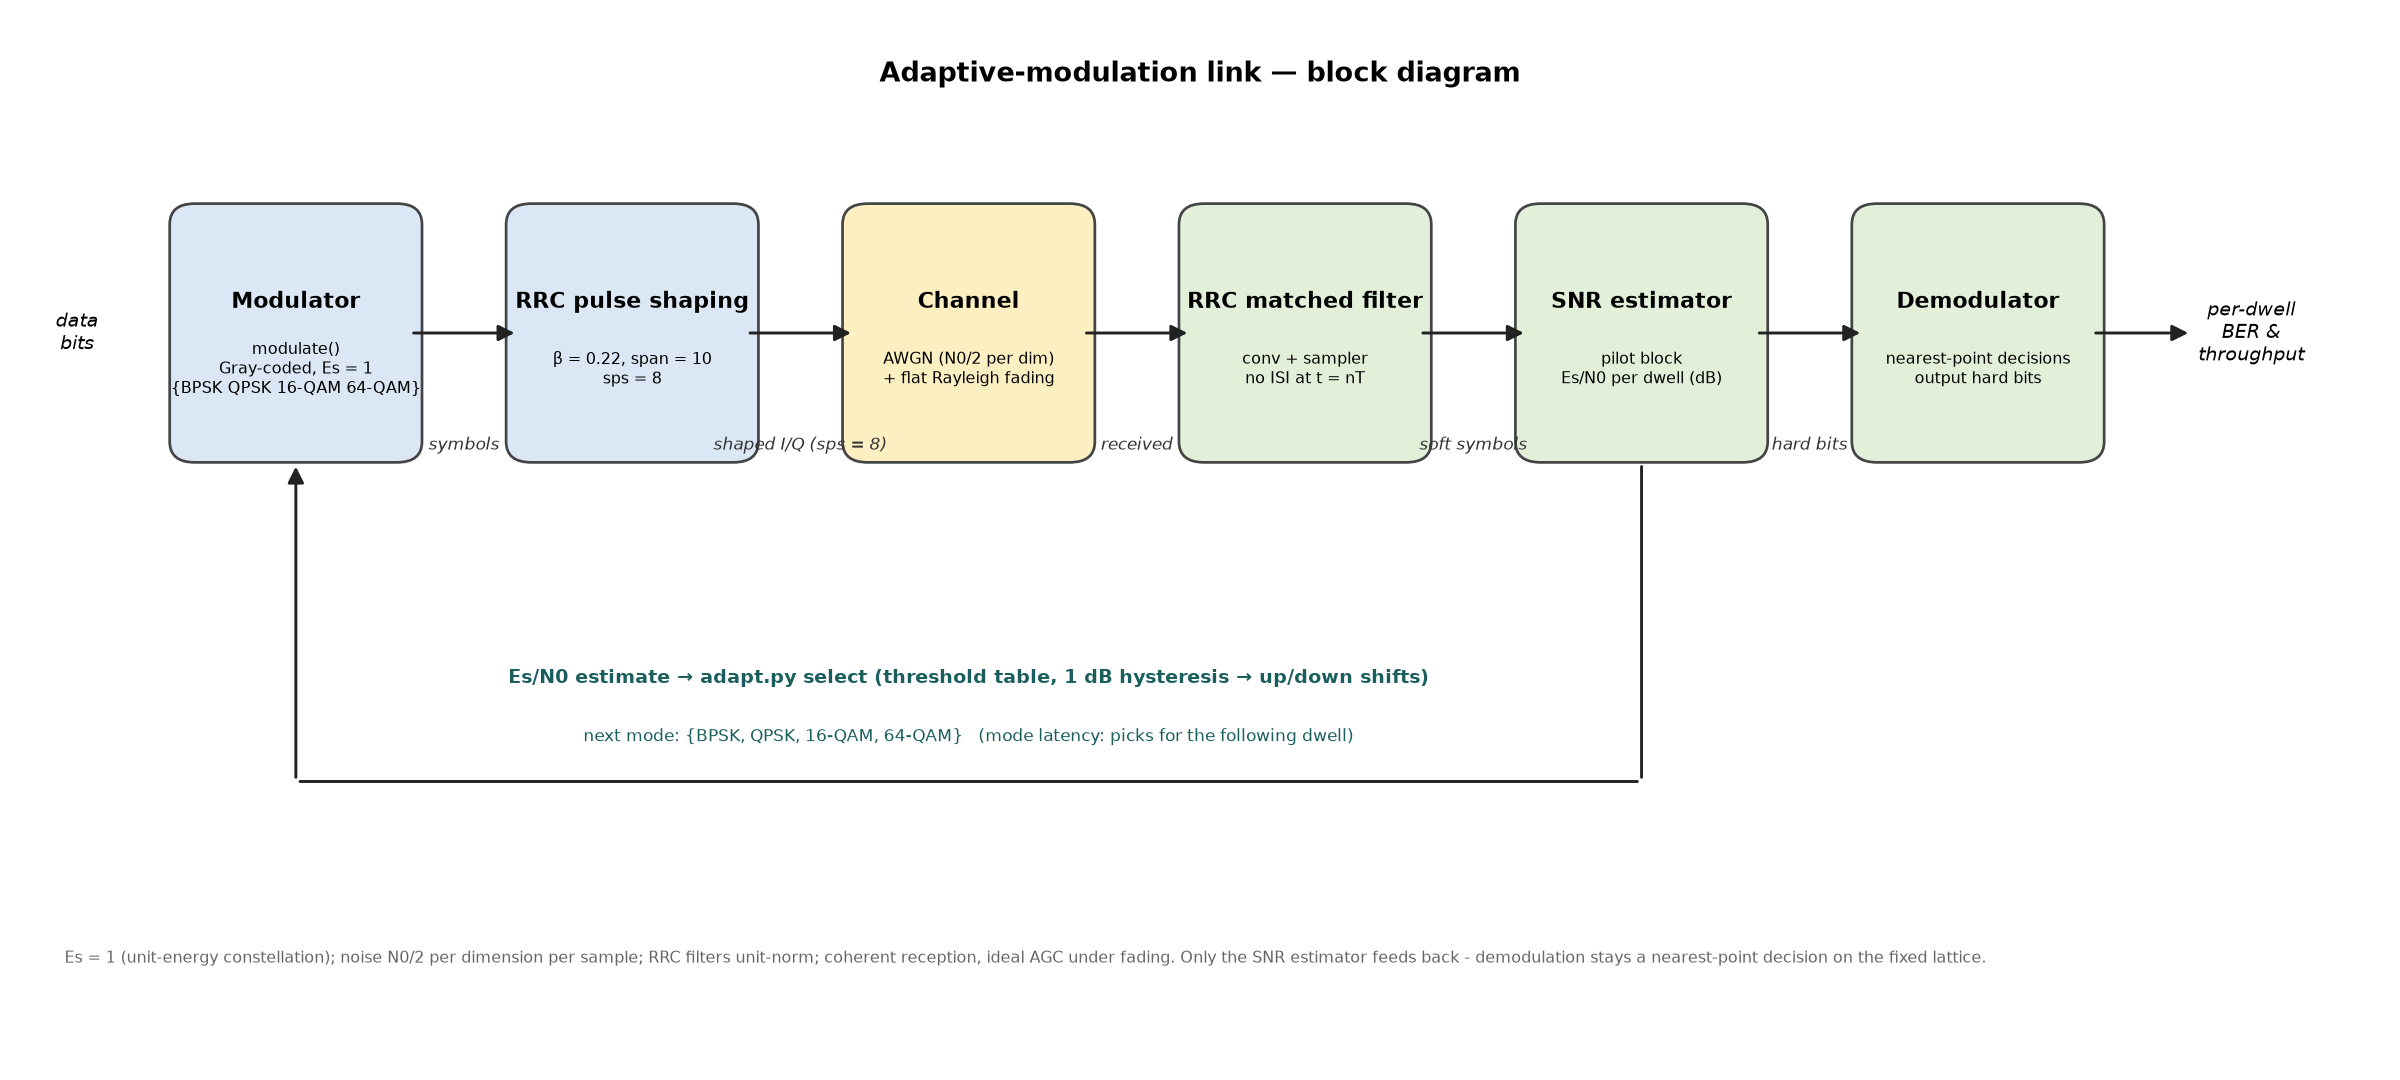 Adaptive-modulation link — block diagram
data
bits
Modulator
modulate()
Gray-coded, Es = 1
{BPSK QPSK 16-QAM 64-QAM}
symbols
RRC pulse shaping
β = 0.22, span = 10
sps = 8
shaped I/Q (sps = 8)
Channel
AWGN (N0/2 per dim)
+ flat Rayleigh fading
received
RRC matched filter
conv + sampler
no ISI at t = nT
soft symbols
SNR estimator
pilot block
Es/N0 per dwell (dB)
hard bits
Demodulator
nearest-point decisions
output hard bits
per-dwell
BER &
throughput
Es/N0 estimate → adapt.py select (threshold table, 1 dB hysteresis → up/down shifts)
next mode: {BPSK, QPSK, 16-QAM, 64-QAM}   (mode latency: picks for the following dwell)
Es = 1 (unit-energy constellation); noise N0/2 per dimension per sample; RRC filters unit-norm; coherent reception, ideal AGC under fading. Only the SNR estimator feeds back - demodulation stays a nearest-point decision on the fixed lattice.